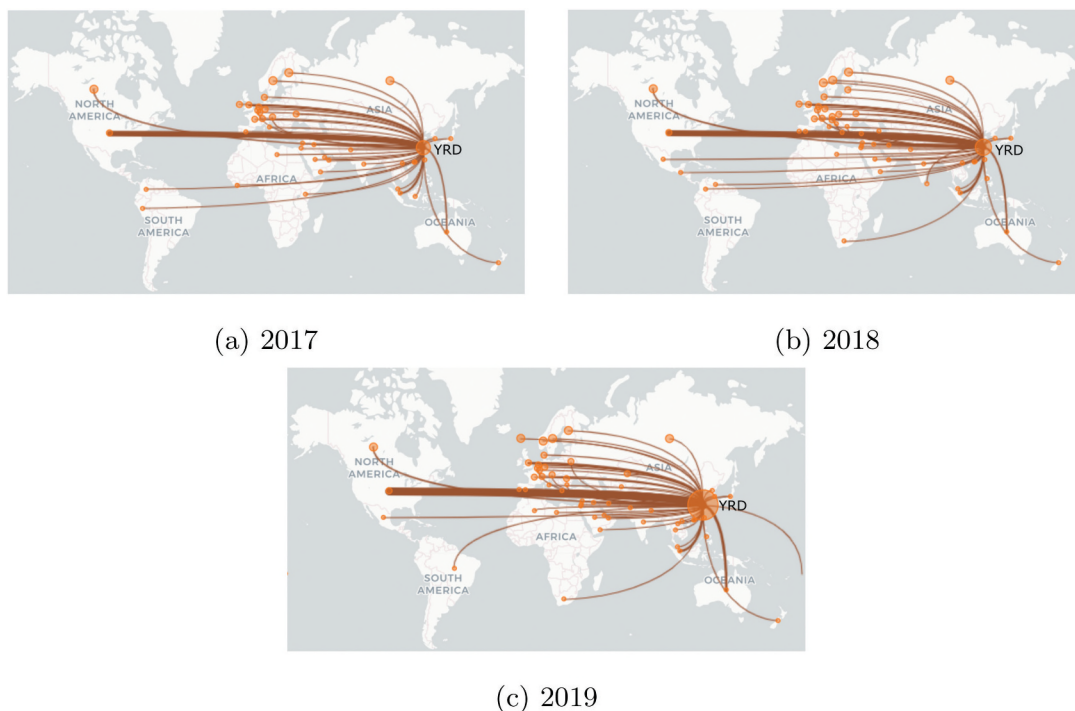 NORTH
AMERICA
ASIA
YRD
AFRICA
SOUTH
AMERICA
OCEANIA
(a) 2017
NORTH
AMERICA
ASIA
YRD
AFRICA
SOUTH
AMERICA
OCEANIA
(b) 2018
NORTH
AMERICA
ASIA
YRD
AFRICA
SOUTH
AMERICA
OCEANIA
(c) 2019